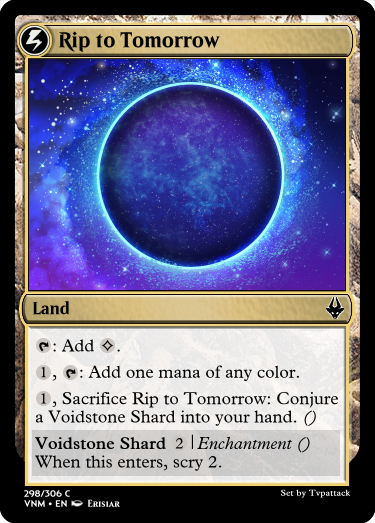 Rip to Tomorrow
Land
: Add .
1, : Add one mana of any color.
1, Sacrifice Rip to Tomorrow: Conjure
a Voidstone Shard into your hand. ()
Voidstone Shard 2 | Enchantment ()
When this enters, scry 2.
298/306 C
VNM • EN Erisiar
Set by Tvpattack